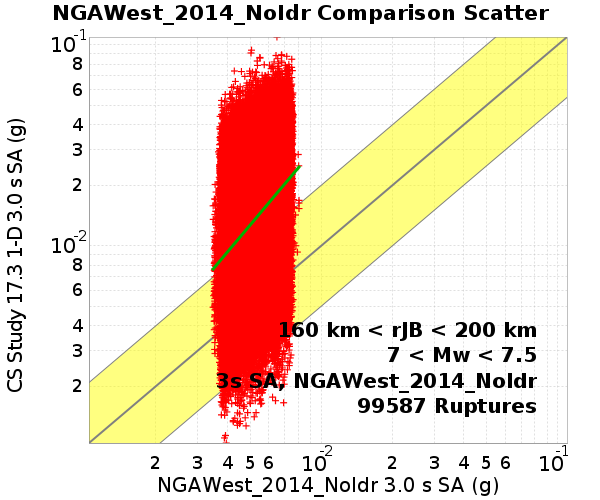 NGAWest_2014_NoIdr Comparison Scatter
CS Study 17.3 1-D 3.0 s SA (g)
10-1
8
6
4
3
2
10-2
8
6
4
3
2
160 km < rJB < 200 km
7 < Mw < 7.5
3s SA, NGAWest_2014_NoIdr
99587 Ruptures
2 3 4 5 6 10-2 2 3 4 5 6 10-1
NGAWest_2014_NoIdr 3.0 s SA (g)